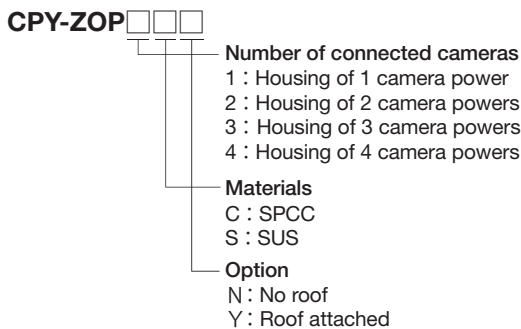 CPY-ZOP□□□
Number of connected cameras
1：Housing of 1 camera power
2：Housing of 2 camera powers
3：Housing of 3 camera powers
4：Housing of 4 camera powers
Materials
C：SPCC
S：SUS
Option
N：No roof
Y：Roof attached